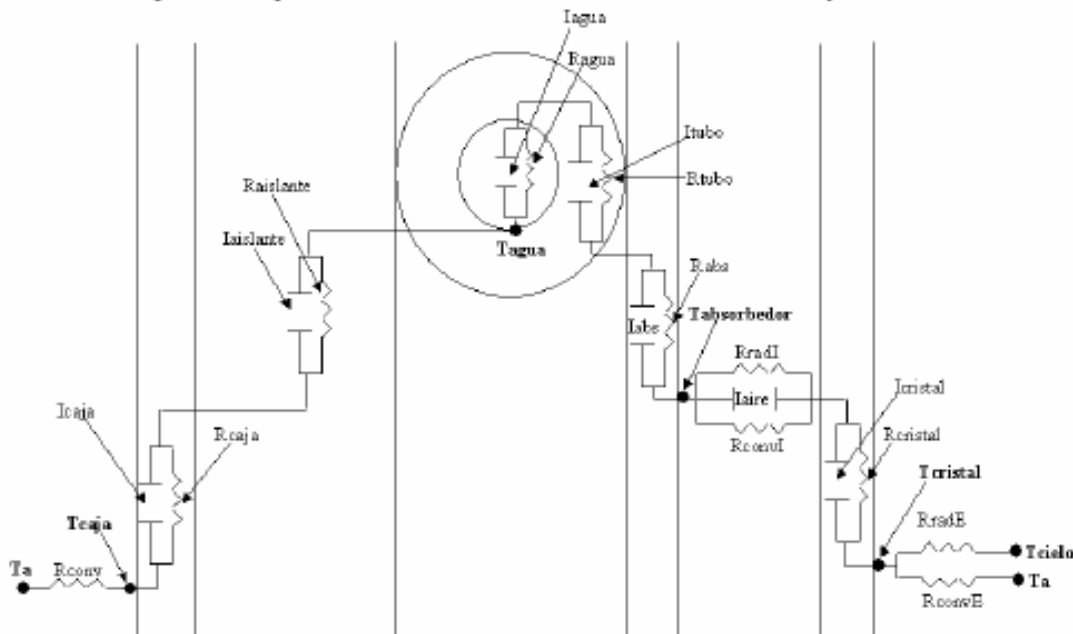 Iagua
Ragua
Itubo
Rtubo
Raislante
Iaislante
Tagua
Rabs
Iabs
Tabsorbedor
RradI
Iaire
RconvI
Icristal
Rcristal
Icaja
Rcaja
Tcristal
Tcaja
RradE
Ta
Rconv
Tcielo
Ta
RconvE